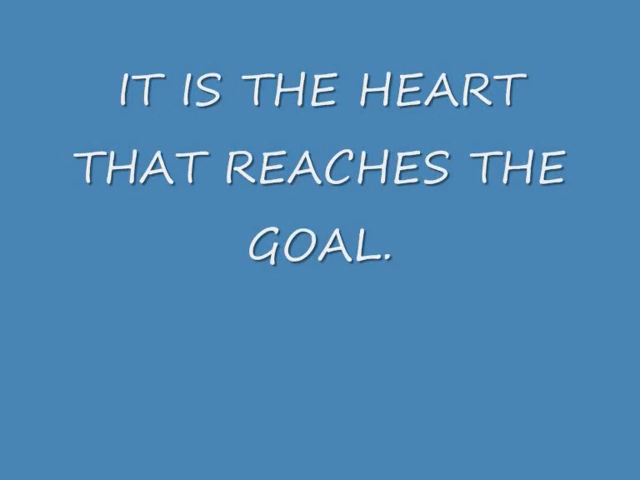 IT IS THE HEART
THAT REACHES THE
GOAL.